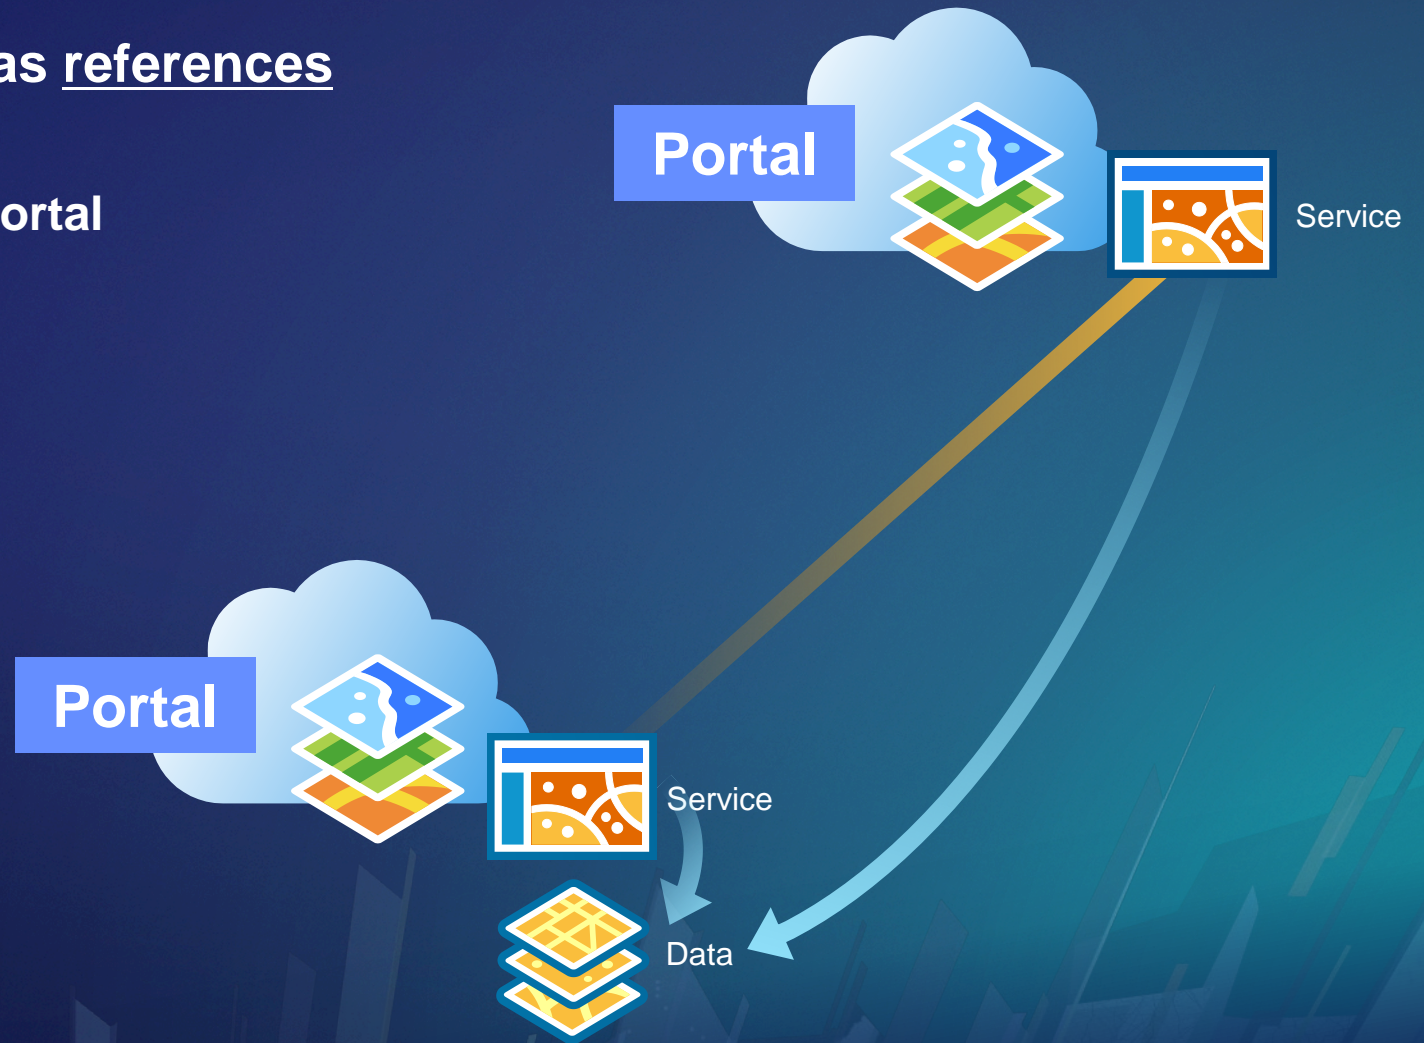 as references
Portal
ortal
Service
Portal
Service
Data